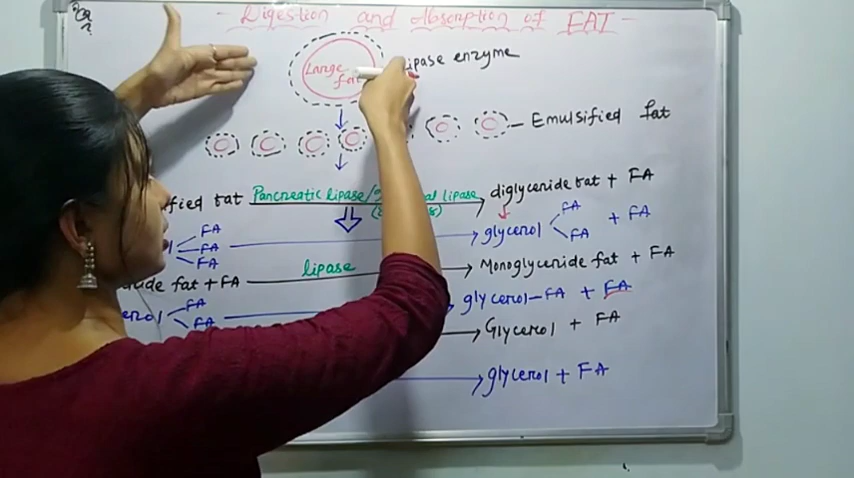 - Digestion and Absorption of FAT -
Large
fat
Lipase enzyme
- Emulsified fat
fat Pancreatic lipase/ lipase diglyceride fat + FA
FA FA
FA glycerol FA + FA
FA
fat + FA lipase Monoglyceride fat + FA
FA
FA glycerol-FA + FA
Glycerol + FA
glycerol + FA